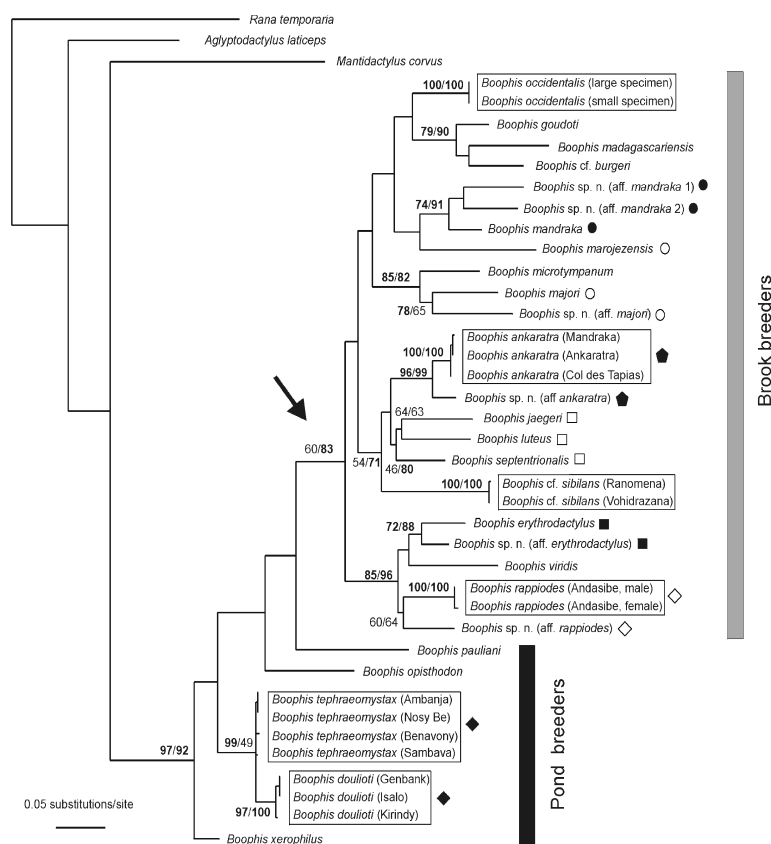 Rana temporaria
Aglyptodactylus laticeps
Mantidactylus corvus
100/100
Boophis occidentalis (large specimen)
Boophis occidentalis (small specimen)
79/90
Boophis goudoti
Boophis madagascariensis
Boophis cf. burgeri
74/91
Boophis sp. n. (aff. mandraka 1)
Boophis sp. n. (aff. mandraka 2)
Boophis mandraka
Boophis marojezensis
85/82
Boophis microtympanum
Boophis majori
78/65
Boophis sp. n. (aff. majori)
100/100
Boophis ankaratra (Mandraka)
Boophis ankaratra (Ankaratra)
Boophis ankaratra (Col des Tapias)
96/99
Boophis sp. n. (aff ankaratra)
64/63
Boophis jaegeri
Boophis luteus
60/83
54/71
46/80
Boophis septentrionalis
100/100
Boophis cf. sibilans (Ranomena)
Boophis cf. sibilans (Vohidrazana)
72/88
Boophis erythrodactylus
Boophis sp. n. (aff. erythrodactylus)
Boophis viridis
85/96
100/100
Boophis rappiodes (Andasibe, male)
Boophis rappiodes (Andasibe, female)
60/64
Boophis sp. n. (aff. rappiodes)
Boophis pauliani
Boophis opisthodon
Boophis tephraeomystax (Ambanja)
Boophis tephraeomystax (Nosy Be)
Boophis tephraeomystax (Benavony)
Boophis tephraeomystax (Sambava)
99/49
97/92
Boophis doulioti (Genbank)
Boophis doulioti (Isalo)
Boophis doulioti (Kirindy)
97/100
Boophis xerophilus
0.05 substitutions/site
Brook breeders
Pond breeders